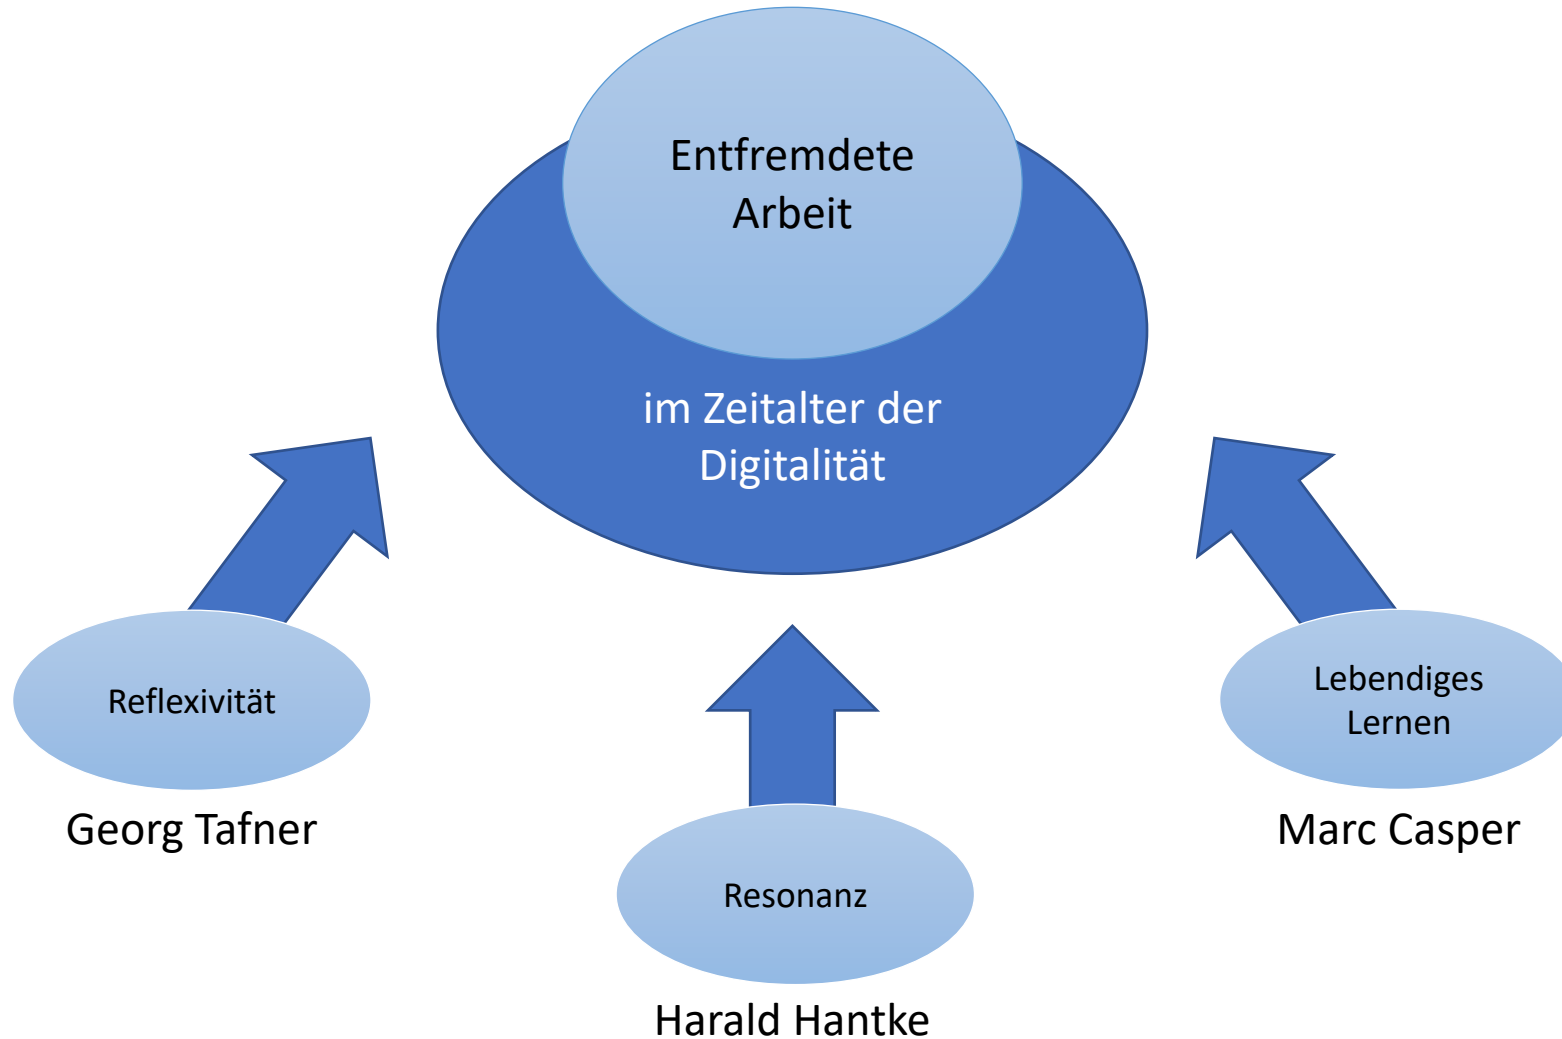 Entfremdete
Arbeit
im Zeitalter der
Digitalität
Reflexivität
Georg Tafner
Resonanz
Harald Hantke
Lebendiges
Lernen
Marc Casper